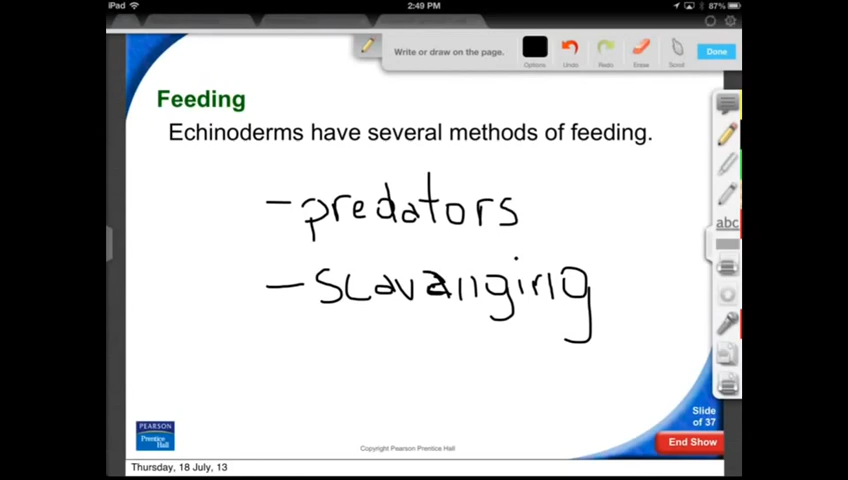 iPad
2:49 PM
87%
Write or draw on the page.
Options
Undo
Redo
Erase
Scroll
Done
Feeding
Echinoderms have several methods of feeding.
- predators
- scavanging
abc
PEARSON
Prentice
Hall
Copyright Pearson Prentice Hall
Slide
of 37
End Show
Thursday, 18 July, 13